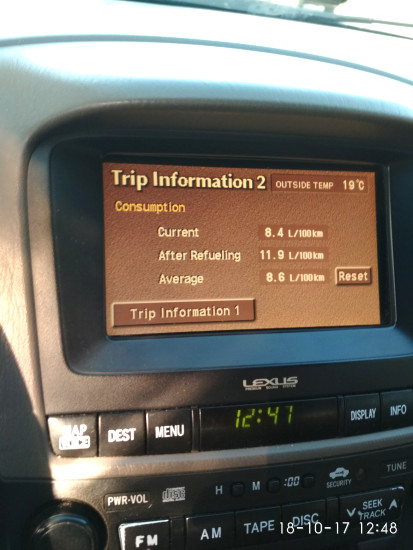 Trip Information 2 OUTSIDE TEMP 19°C
Consumption
Current 8.4 L/100km
After Refueling 11.9 L/100km
Average 8.6 L/100km Reset
Trip Information 1
LEXUS
12:47
MAP VOICE DEST MENU DISPLAY INFO
PWR·VOL H M :00 SECURITY TUNE
FM AM TAPE DISC SEEK TRACK
18-10-17 12:48